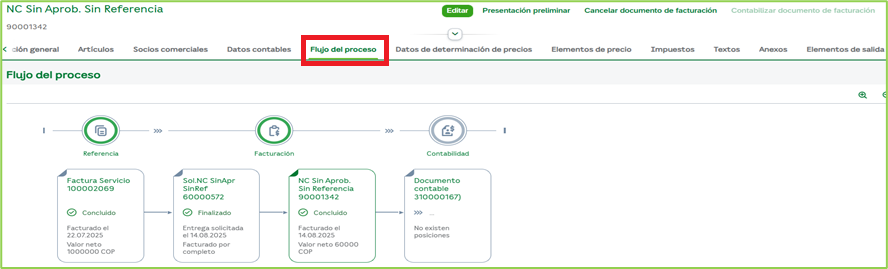 NC Sin Aprob. Sin Referencia
Editar
Presentación preliminar
Cancelar documento de facturación
Contabilizar documento de facturación
90001342
ción general
Artículos
Socios comerciales
Datos contables
Flujo del proceso
Datos de determinación de precios
Elementos de precio
Impuestos
Textos
Anexos
Elementos de salida
Flujo del proceso
Referencia
Facturación
Contabilidad
Factura Servicio
100002069
Concluido
Facturado el
22.07.2025
Valor neto
1000000 COP
Sol.NC SinApr
SinRef
60000572
Finalizado
Entrega solicitada
el 14.08.2025
Facturado por
completo
NC Sin Aprob.
Sin Referencia
90001342
Concluido
Facturado el
14.08.2025
Valor neto 60000
COP
Documento
contable
310000167)
...
No existen
posiciones